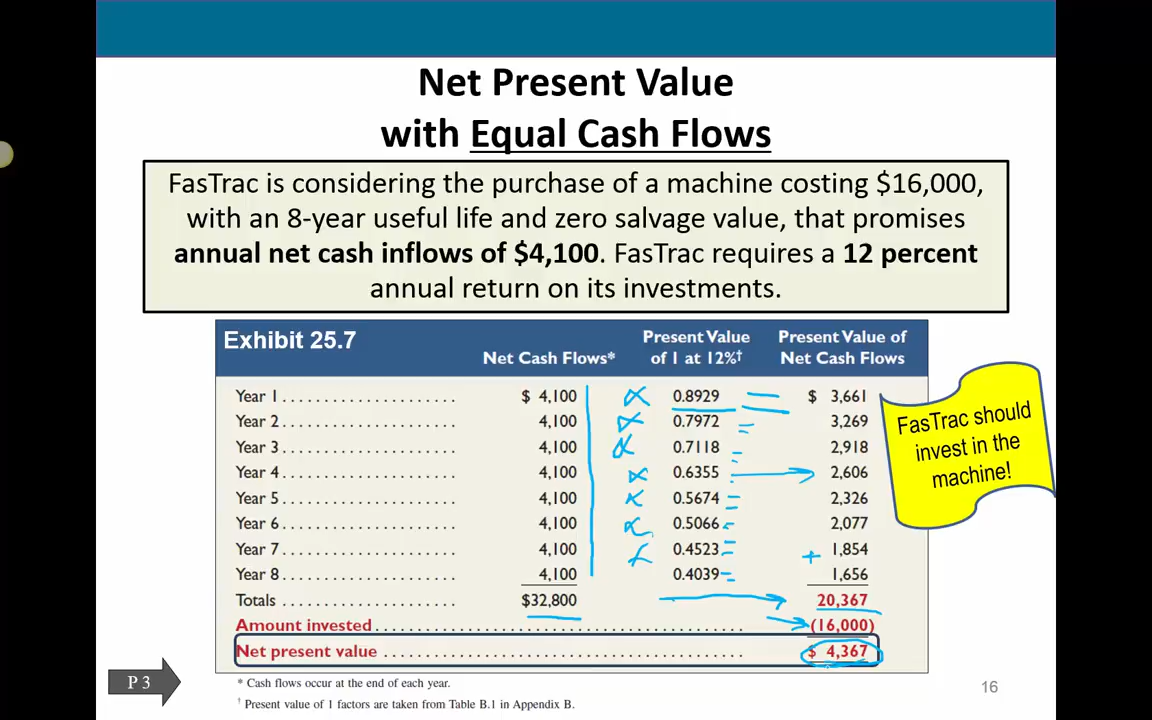 Net Present Value
with Equal Cash Flows
FasTrac is considering the purchase of a machine costing $16,000,
with an 8-year useful life and zero salvage value, that promises
annual net cash inflows of $4,100. FasTrac requires a 12 percent
annual return on its investments.
Exhibit 25.7
Net Cash Flows* Present Value of 1 at 12%† Present Value of Net Cash Flows
Year 1 . . . . . . . . . . . . . . . . . . . . . $ 4,100 × 0.8929 = $ 3,661
Year 2 . . . . . . . . . . . . . . . . . . . . . 4,100 × 0.7972 = 3,269
Year 3 . . . . . . . . . . . . . . . . . . . . . 4,100 × 0.7118 = 2,918
Year 4 . . . . . . . . . . . . . . . . . . . . . 4,100 × 0.6355 → 2,606
Year 5 . . . . . . . . . . . . . . . . . . . . . 4,100 × 0.5674 = 2,326
Year 6 . . . . . . . . . . . . . . . . . . . . . 4,100 × 0.5066 = 2,077
Year 7 . . . . . . . . . . . . . . . . . . . . . 4,100 × 0.4523 = + 1,854
Year 8 . . . . . . . . . . . . . . . . . . . . . 4,100 0.4039 = 1,656
Totals . . . . . . . . . . . . . . . . . . . . . $32,800 → 20,367
Amount invested . . . . . . . . . . . . . . . . . . . . . → (16,000)
Net present value . . . . . . . . . . . . . . . . . . . . . $ 4,367
FasTrac should
invest in the
machine!
P 3
* Cash flows occur at the end of each year.
† Present value of 1 factors are taken from Table B.1 in Appendix B.
16